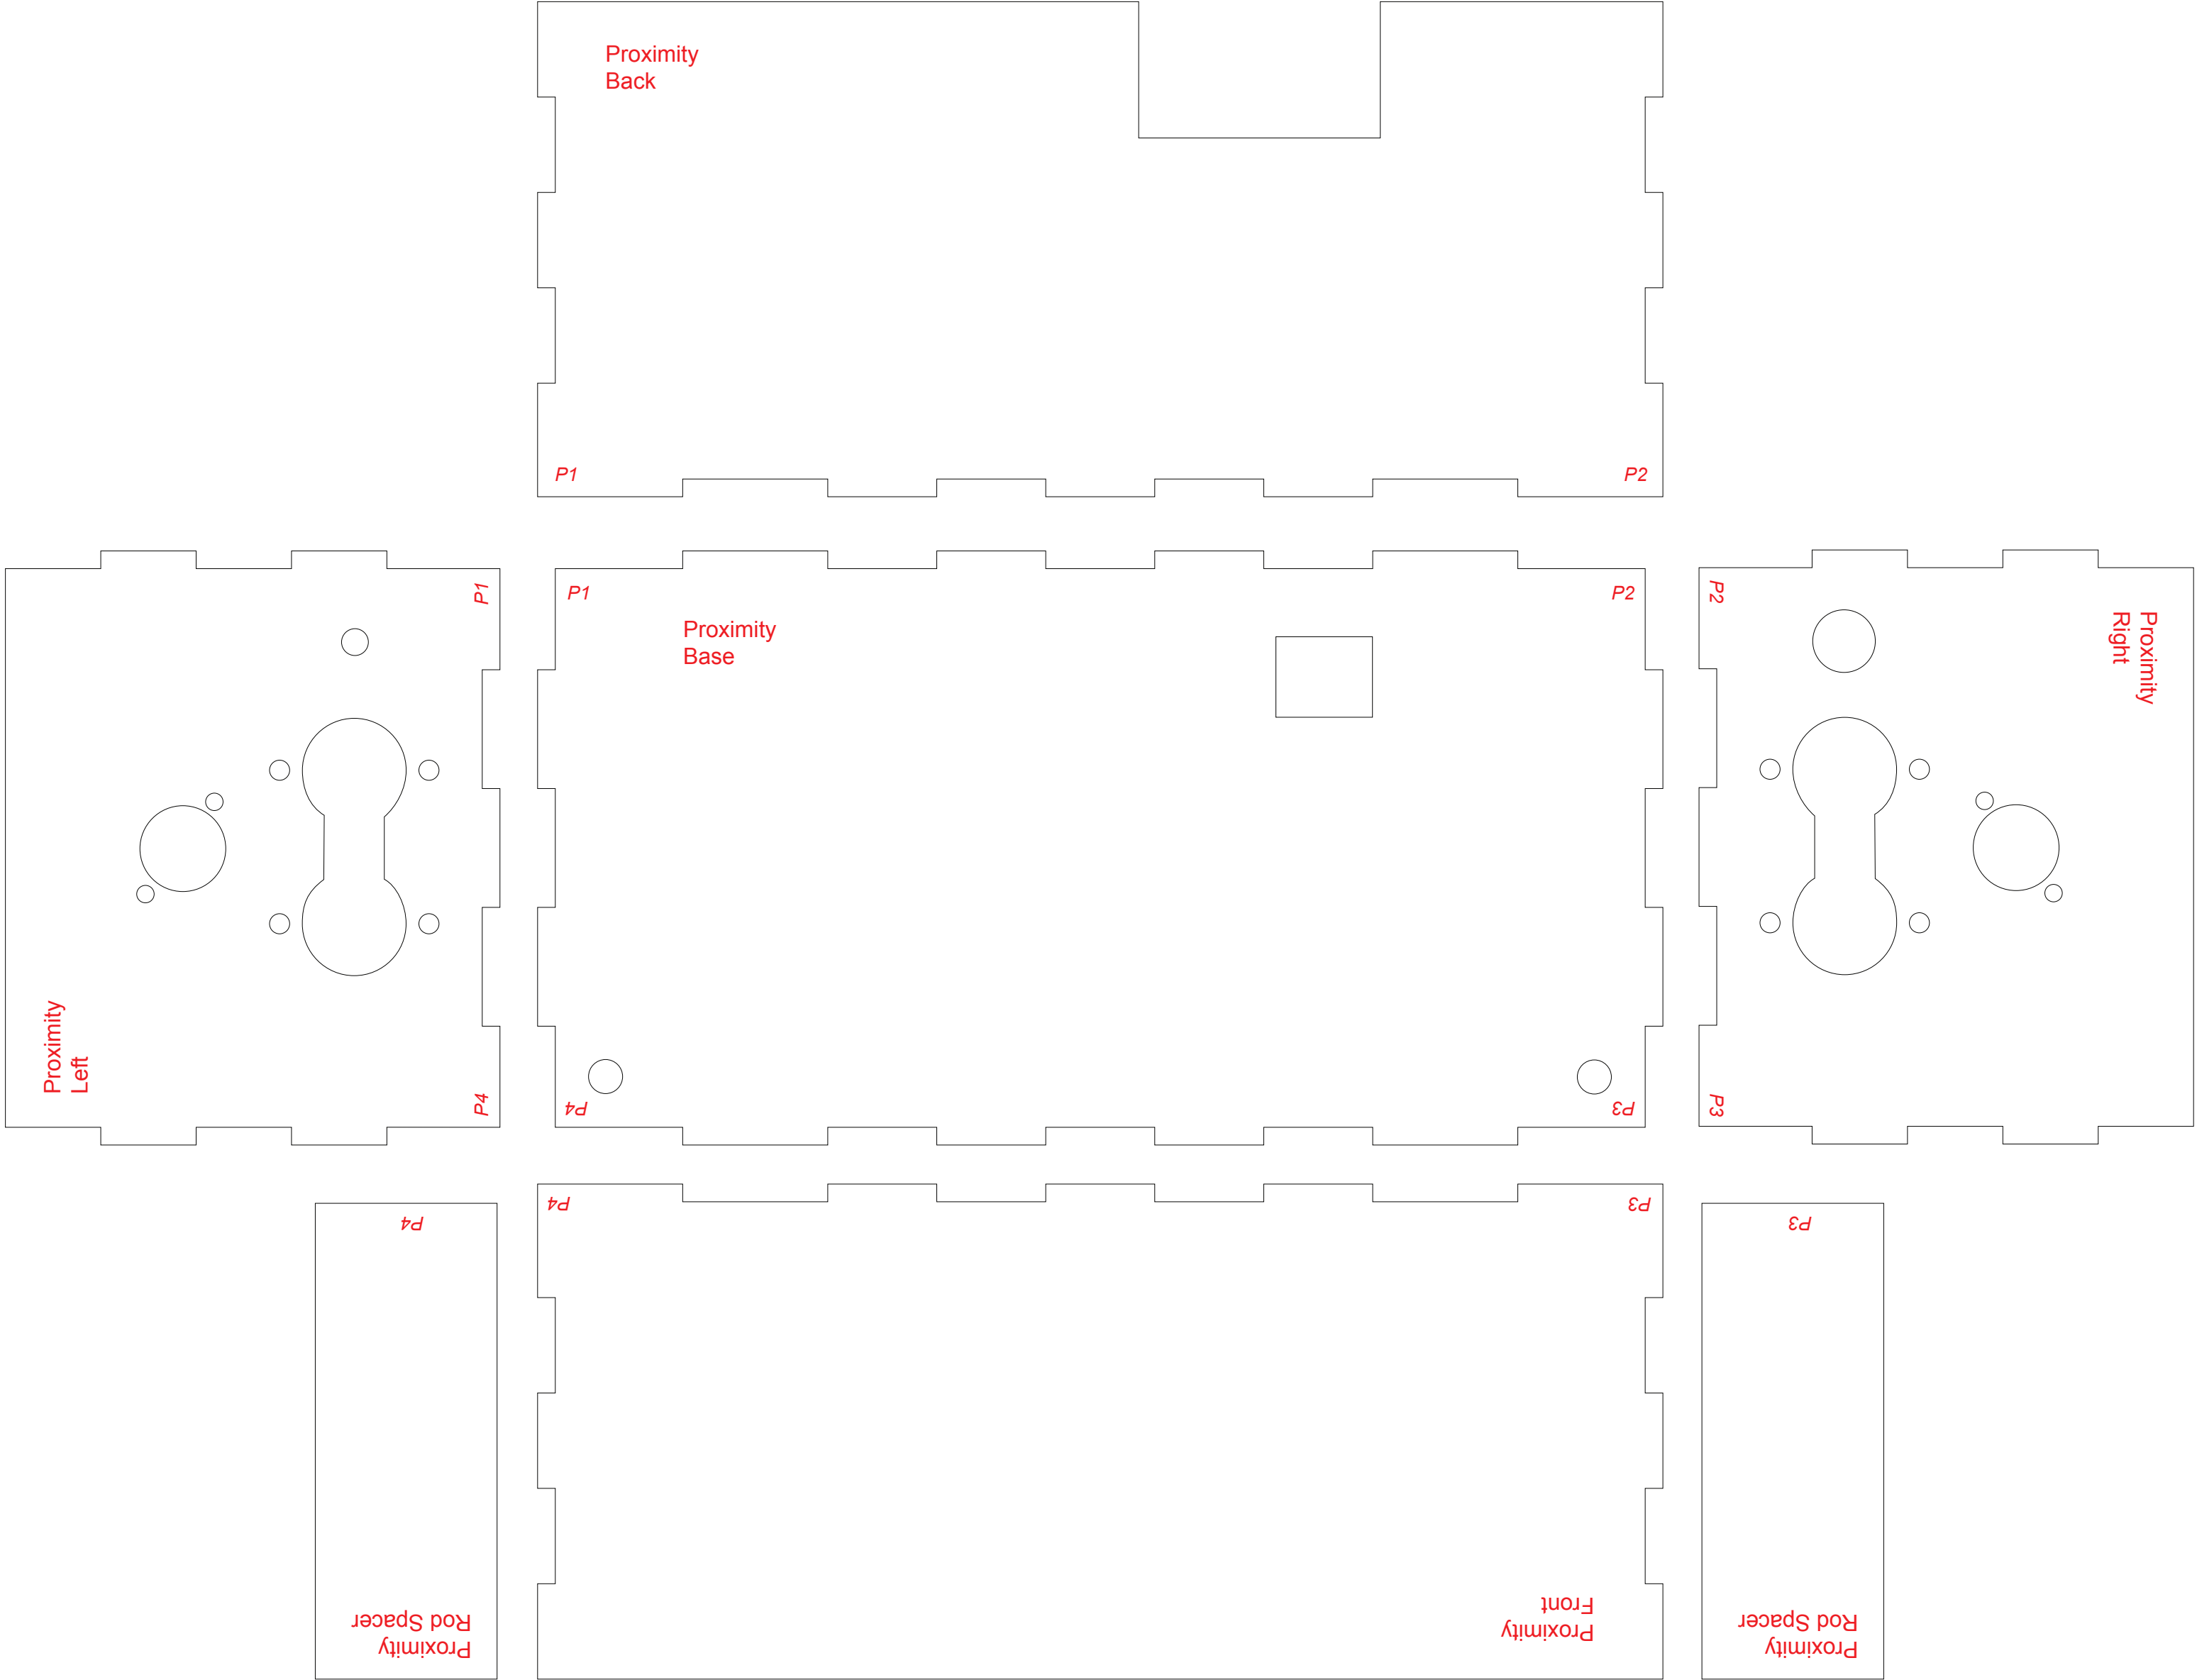 Proximity
Back
P1
P2
P1
P1
P2
P2
Proximity
Base
Proximity
Right
Proximity
Left
P4
P4
P3
P3
P4
P3
P4
P3
Proximity
Front
Proximity
Rod Spacer
Proximity
Rod Spacer